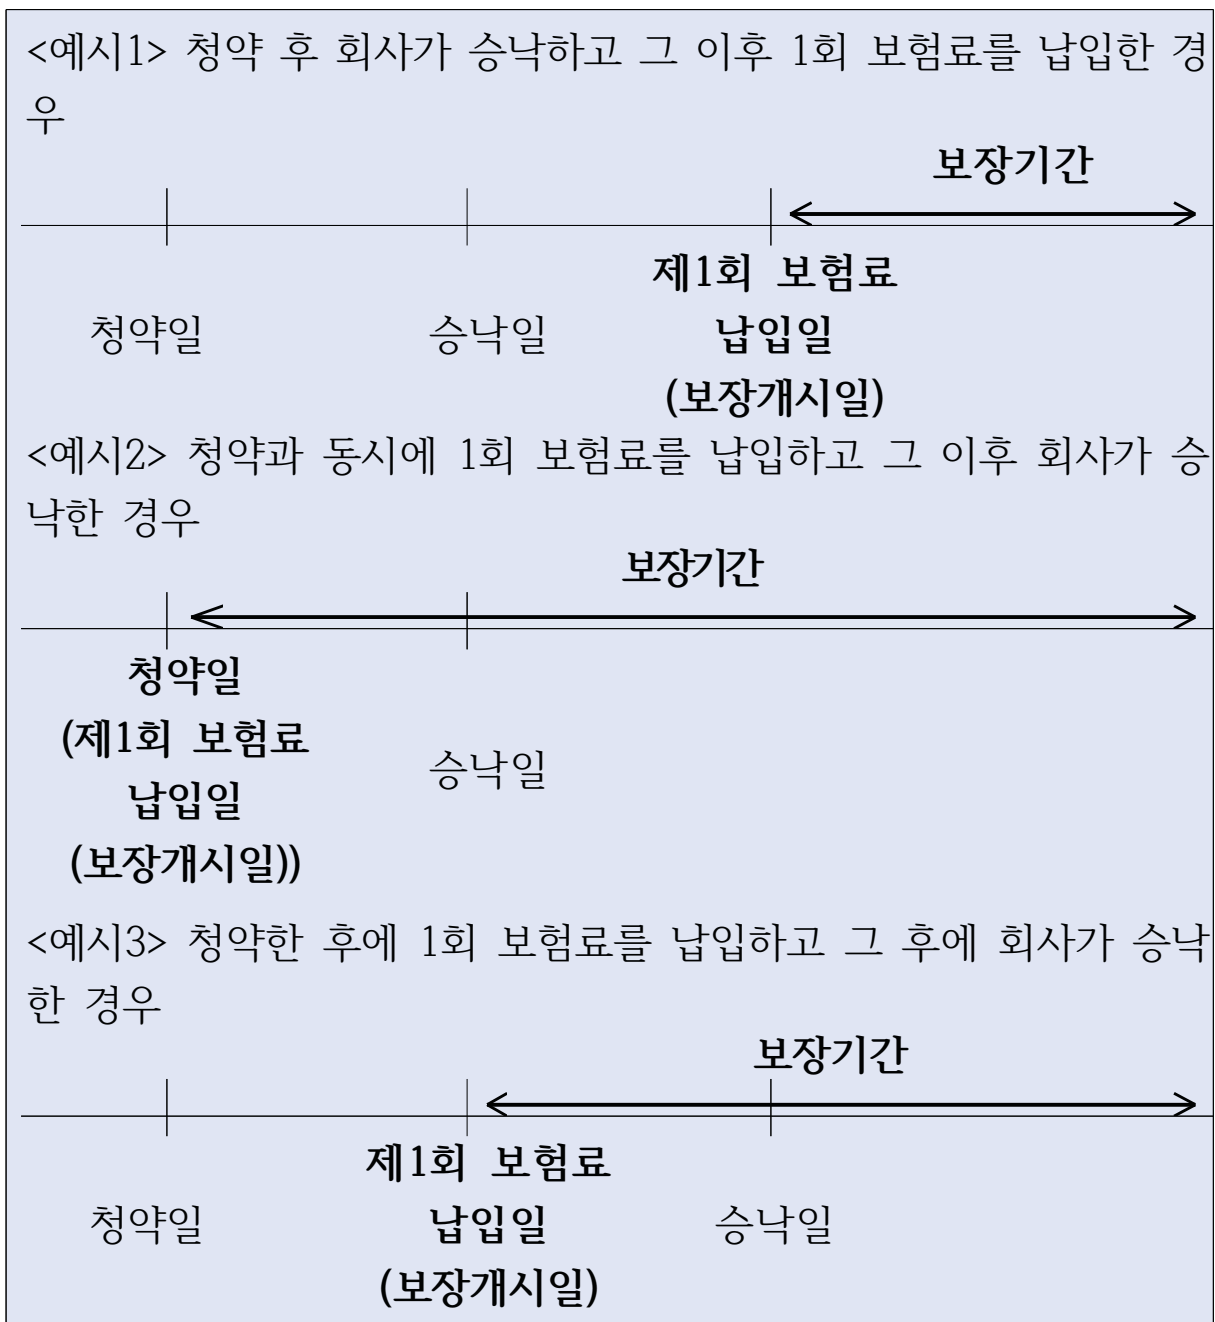 <예시1> 청약 후 회사가 승낙하고 그 이후 1회 보험료를 납입한 경
우
보장기간
제1회 보험료
청약일 승낙일 납입일
(보장개시일)
<예시2> 청약과 동시에 1회 보험료를 납입하고 그 이후 회사가 승
낙한 경우
보장기간
청약일
(제1회 보험료
승낙일
납입일
(보장개시일))
<예시3> 청약한 후에 1회 보험료를 납입하고 그 후에 회사가 승낙
한 경우
보장기간
제1회 보험료
청약일 납입일 승낙일
(보장개시일)